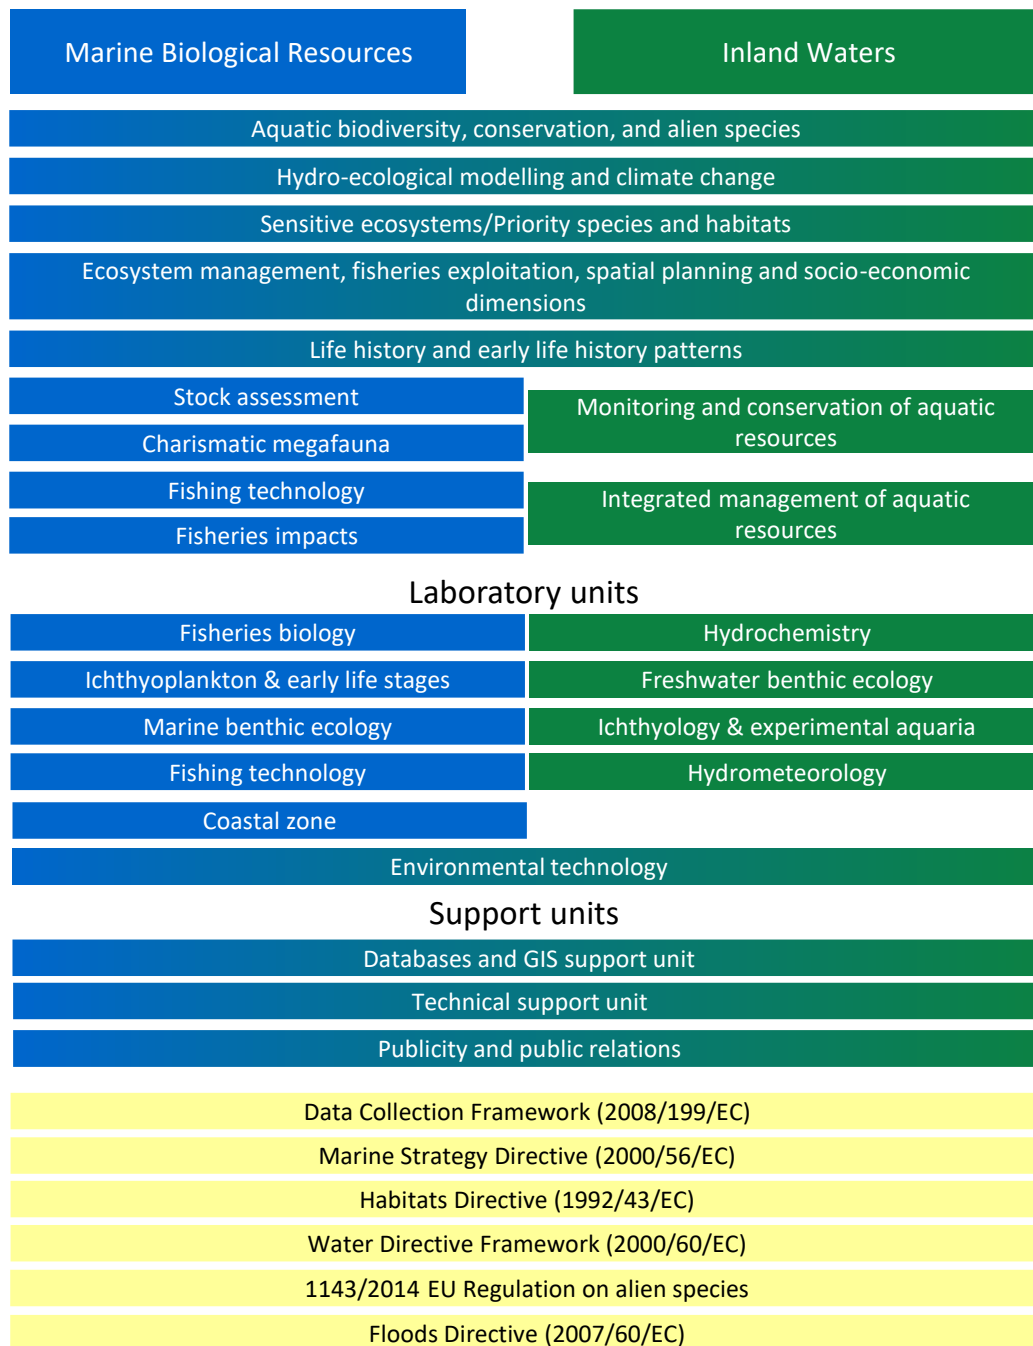 Marine Biological Resources
Inland Waters
Aquatic biodiversity, conservation, and alien species
Hydro-ecological modelling and climate change
Sensitive ecosystems/Priority species and habitats
Ecosystem management, fisheries exploitation, spatial planning and socio-economic
dimensions
Life history and early life history patterns
Stock assessment
Charismatic megafauna
Fishing technology
Fisheries impacts
Monitoring and conservation of aquatic
resources
Integrated management of aquatic
resources
Laboratory units
Fisheries biology
Hydrochemistry
Ichthyoplankton & early life stages
Freshwater benthic ecology
Marine benthic ecology
Ichthyology & experimental aquaria
Fishing technology
Hydrometeorology
Coastal zone
Environmental technology
Support units
Databases and GIS support unit
Technical support unit
Publicity and public relations
Data Collection Framework (2008/199/EC)
Marine Strategy Directive (2000/56/EC)
Habitats Directive (1992/43/EC)
Water Directive Framework (2000/60/EC)
1143/2014 EU Regulation on alien species
Floods Directive (2007/60/EC)